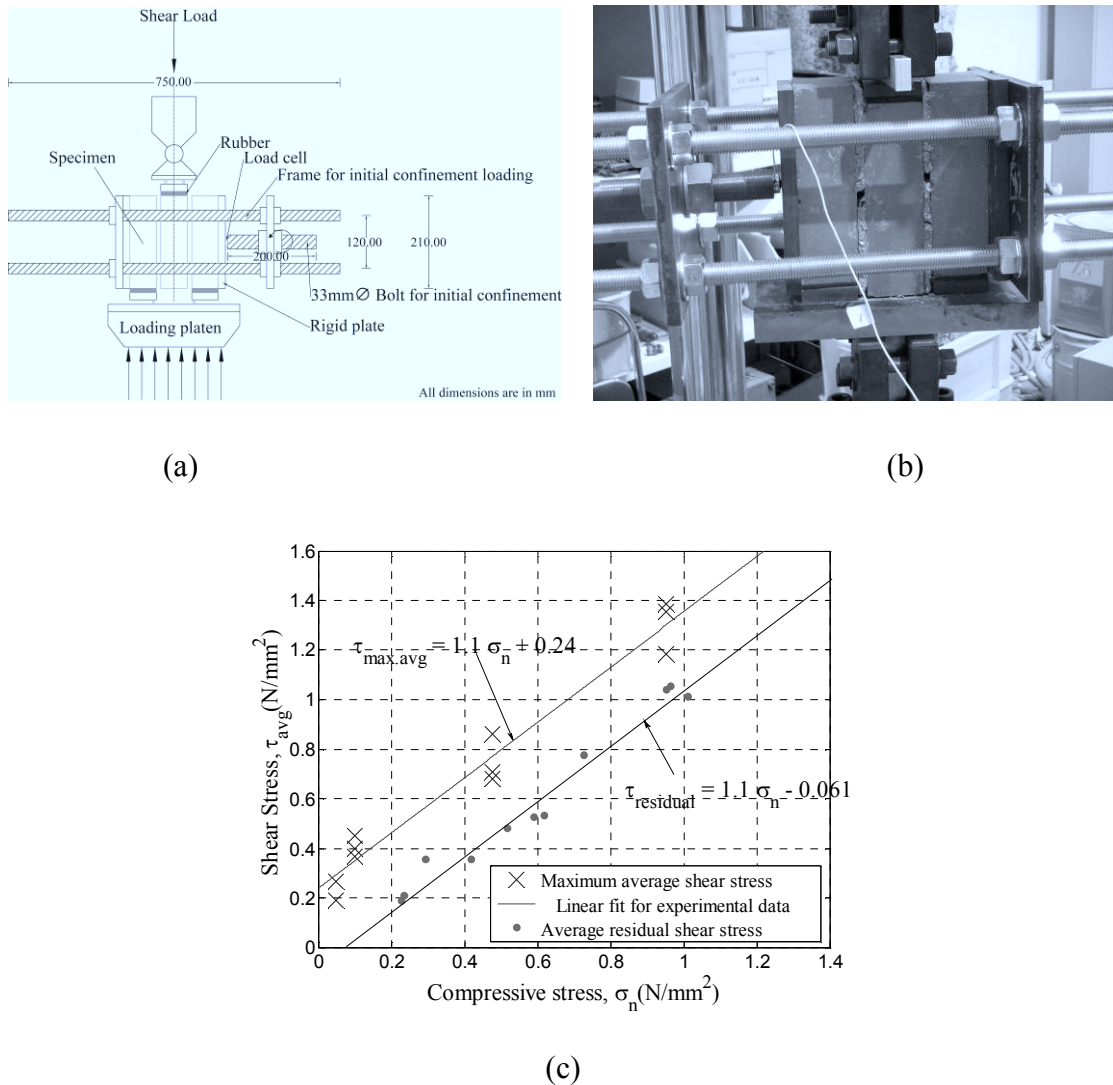 Shear Load
750.00
Rubber
Load cell
Specimen
Frame for initial confinement loading
120.00
210.00
200.00
33mm∅ Bolt for initial confinement
Rigid plate
Loading platen
All dimensions are in mm
(a)
(b)
1.6
1.4
1.2
1
0.8
0.6
0.4
0.2
0
Shear Stress, τavg(N/mm²)
τmax.avg = 1.1 σn + 0.24
τresidual = 1.1 σn - 0.061
Maximum average shear stress
Linear fit for experimental data
Average residual shear stress
0 0.2 0.4 0.6 0.8 1 1.2 1.4
Compressive stress, σn(N/mm²)
(c)